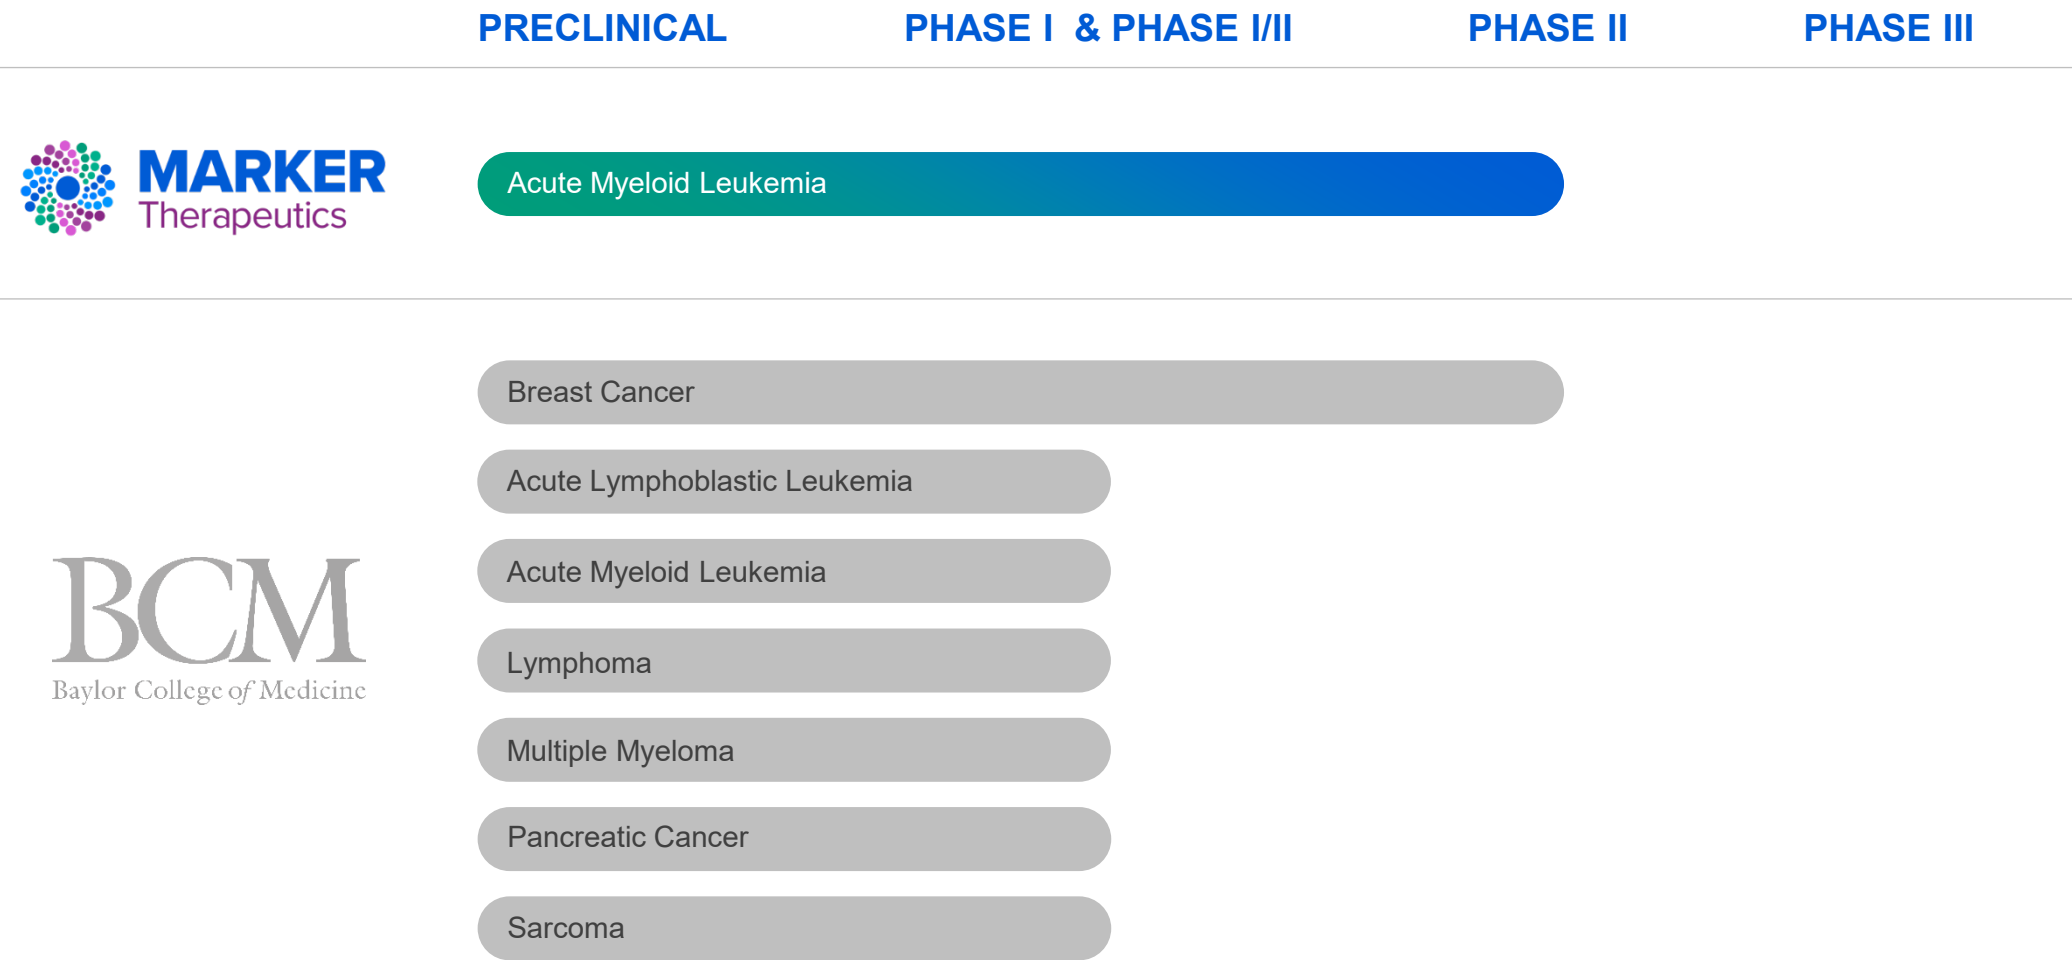 PRECLINICAL PHASE I & PHASE I/II PHASE II PHASE III
MARKER
Therapeutics
Acute Myeloid Leukemia
Breast Cancer
Acute Lymphoblastic Leukemia
Acute Myeloid Leukemia
BCM
Baylor College of Medicine
Lymphoma
Multiple Myeloma
Pancreatic Cancer
Sarcoma